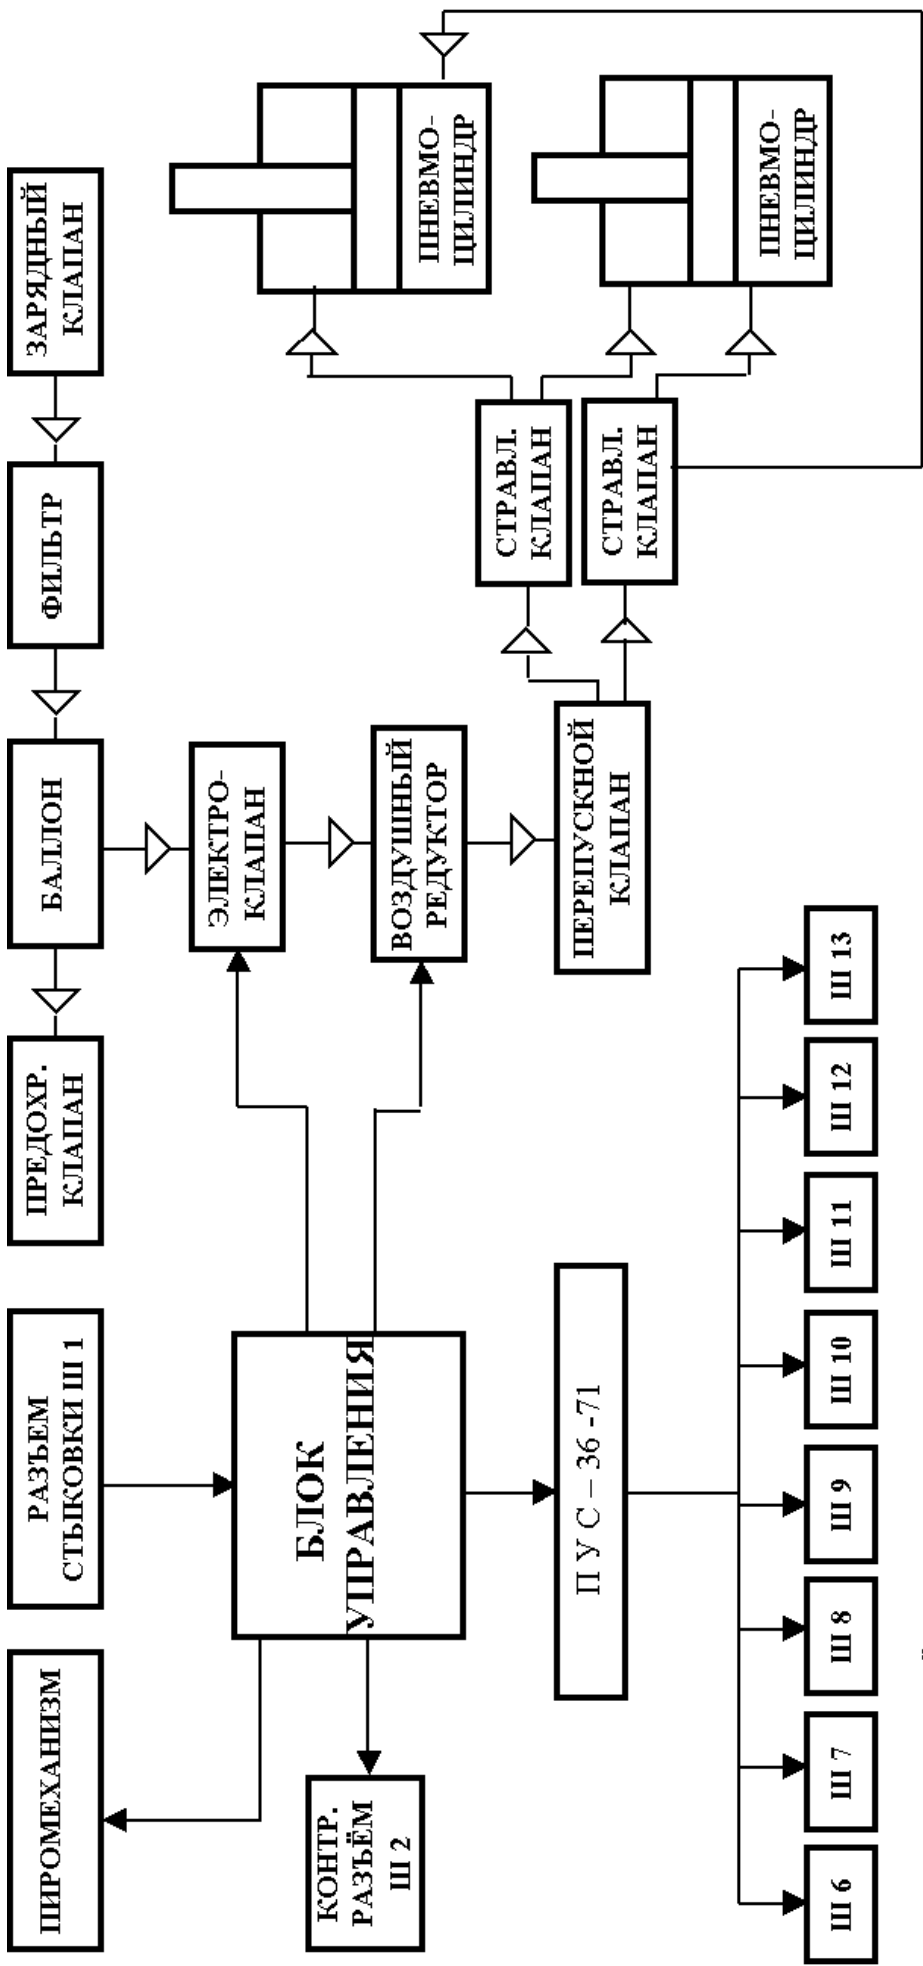 ПИРОМЕХАНИЗМ
РАЗЪЕМ
СТЫКОВКИ Ш 1
ПРЕДОХР.
КЛАПАН
БАЛЛОН
ФИЛЬТР
ЗАРЯДНЫЙ
КЛАПАН
КОНТР.
РАЗЪЁМ
Ш 2
БЛОК
УПРАВЛЕНИЯ
ЭЛЕКТРО-
КЛАПАН
ВОЗДУШНЫЙ
РЕДУКТОР
ПЕРЕПУСКНОЙ
КЛАПАН
СТРАВЛ.
КЛАПАН
СТРАВЛ.
КЛАПАН
ПНЕВМО-
ЦИЛИНДР
ПНЕВМО-
ЦИЛИНДР
П У С – 36 -71
Ш 6
Ш 7
Ш 8
Ш 9
Ш 10
Ш 11
Ш 12
Ш 13